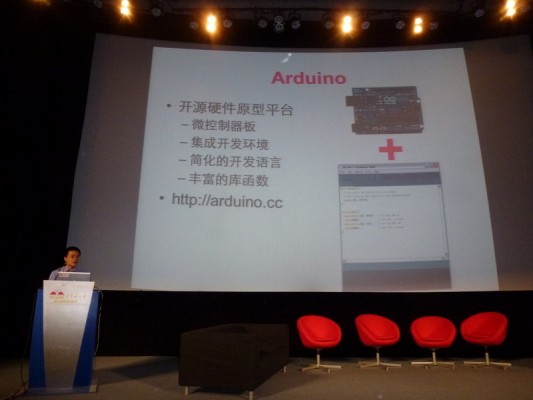 Arduino
• 开源硬件原型平台
– 微控制器板
– 集成开发环境
– 简化的开发语言
– 丰富的库函数
• http://arduino.cc
+